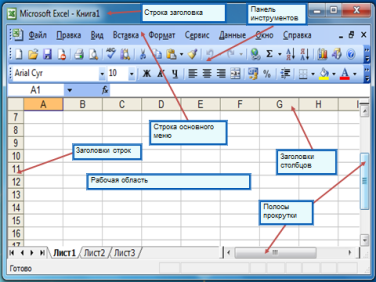 Microsoft Excel - Книга1
Строка заголовка
Панель
инструментов
Файл Правка Вид Вставка Формат Сервис Данные Окно Справка
Arial Cyr 10 Ж К Ч
A1 fx
A B C D E F G H I
7
8
9
10
11
12
13
14
15
16
17
Строка основного
меню
Заголовки строк
Заголовки
столбцов
Рабочая область
Полосы
прокрутки
Лист1 Лист2 Лист3
Готово